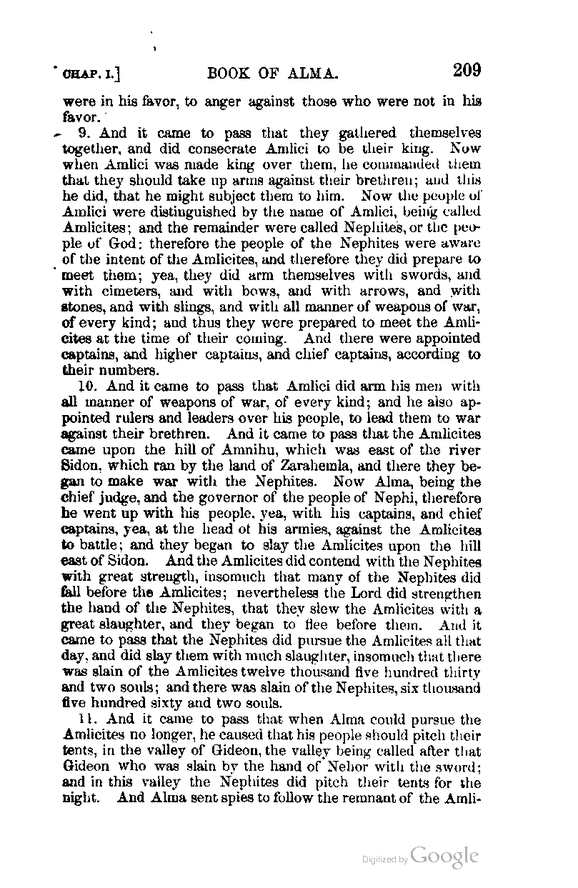 CHAP. I.] BOOK OF ALMA. 209
were in his favor, to anger against those who were not in his
favor.
9. And it came to pass that they gathered themselves
together, and did consecrate Amlici to be their king. Now
when Amlici was made king over them, he commanded them
that they should take up arms against their brethren; and this
he did, that he might subject them to him. Now the people of
Amlici were distinguished by the name of Amlici, being called
Amlicites; and the remainder were called Nephites, or the peo-
ple of God: therefore the people of the Nephites were aware
of the intent of the Amlicites, and therefore they did prepare to
meet them; yea, they did arm themselves with swords, and
with cimeters, and with bows, and with arrows, and with
stones, and with slings, and with all manner of weapons of war,
of every kind; and thus they were prepared to meet the Amli-
cites at the time of their coming. And there were appointed
captains, and higher captains, and chief captains, according to
their numbers.
10. And it came to pass that Amlici did arm his men with
all manner of weapons of war, of every kind; and he also ap-
pointed rulers and leaders over his people, to lead them to war
against their brethren. And it came to pass that the Amlicites
came upon the hill of Amnihu, which was east of the river
Sidon, which ran by the land of Zarahemla, and there they be-
gan to make war with the Nephites. Now Alma, being the
chief judge, and the governor of the people of Nephi, therefore
he went up with his people, yea, with his captains, and chief
captains, yea, at the head of his armies, against the Amlicites
to battle; and they began to slay the Amlicites upon the hill
east of Sidon. And the Amlicites did contend with the Nephites
with great strength, insomuch that many of the Nephites did
fall before the Amlicites; nevertheless the Lord did strengthen
the hand of the Nephites, that they slew the Amlicites with a
great slaughter, and they began to flee before them. And it
came to pass that the Nephites did pursue the Amlicites all that
day, and did slay them with much slaughter, insomuch that there
was slain of the Amlicites twelve thousand five hundred thirty
and two souls; and there was slain of the Nephites, six thousand
five hundred sixty and two souls.
11. And it came to pass that when Alma could pursue the
Amlicites no longer, he caused that his people should pitch their
tents, in the valley of Gideon, the valley being called after that
Gideon who was slain by the hand of Nehor with the sword;
and in this valley the Nephites did pitch their tents for the
night. And Alma sent spies to follow the remnant of the Amli-
Digitized by Google